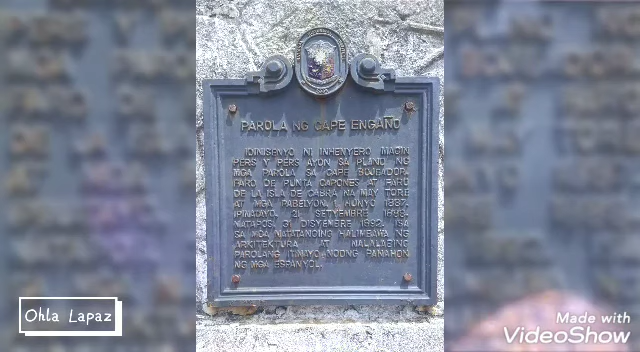 PAROLA NG CAPE ENGAÑO
IDINISENYO NI INHENYERO MAGIN
PERS Y PERS AYON SA PLANO NG
MGA PAROLA SA CAPE BOJEADOR,
FARO DE PUNTA CAPONES AT FARO
DE LA ISLA DE CABRA NA MAY TORE
AT MGA PABELYON, 1 HUNYO 1887.
IPINATAYO, 21 SETYEMBRE 1888.
NATAPOS, 31 DISYEMBRE 1892. ISA
SA MGA NATATANGING HALIMBAWA NG
ARKITEKTURA AT NALALABING
PAROLANG ITINAYO NOONG PANAHON
NG MGA ESPANYOL.
Ohla Lapaz
Made with
VideoShow